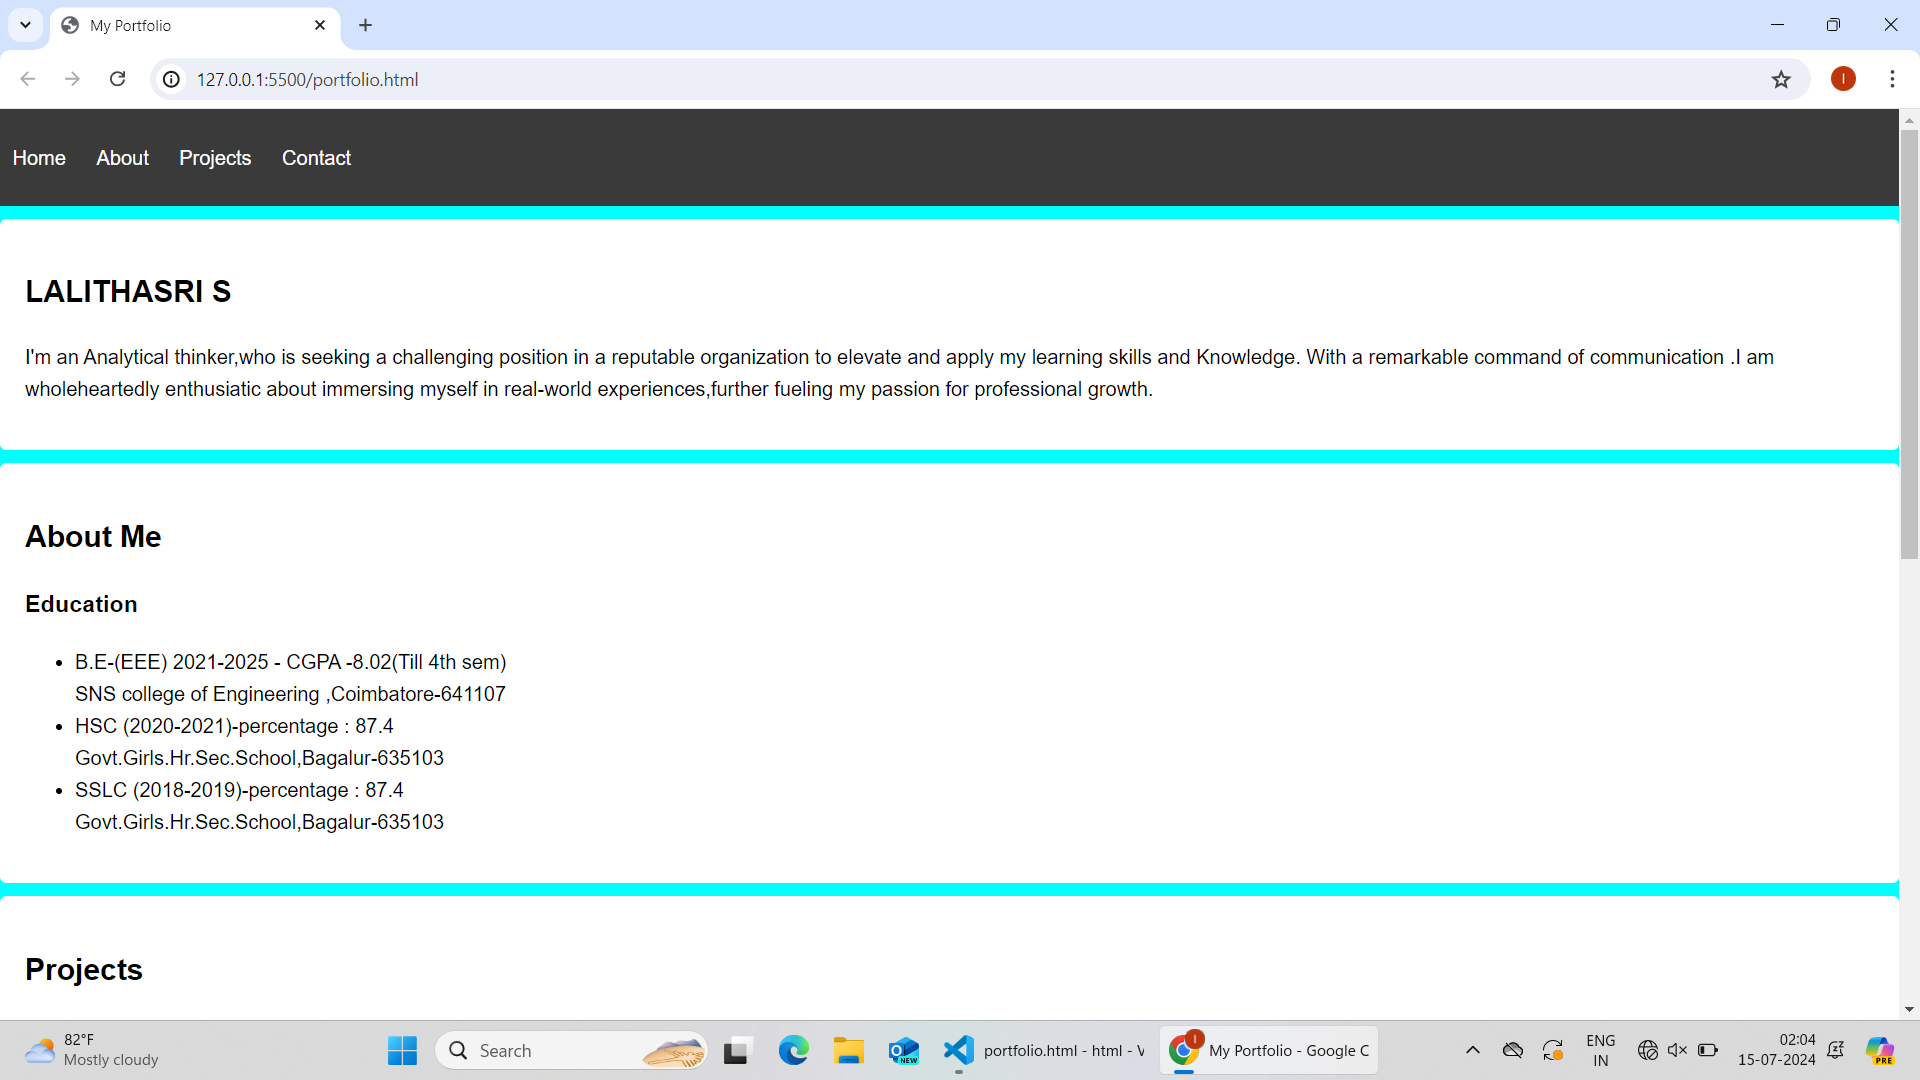 My Portfolio
127.0.0.1:5500/portfolio.html
I
Home About Projects Contact
LALITHASRI S
I'm an Analytical thinker,who is seeking a challenging position in a reputable organization to elevate and apply my learning skills and Knowledge. With a remarkable command of communication .I am
wholeheartedly enthusiatic about immersing myself in real-world experiences,further fueling my passion for professional growth.
About Me
Education
• B.E-(EEE) 2021-2025 - CGPA -8.02(Till 4th sem)
SNS college of Engineering ,Coimbatore-641107
• HSC (2020-2021)-percentage : 87.4
Govt.Girls.Hr.Sec.School,Bagalur-635103
• SSLC (2018-2019)-percentage : 87.4
Govt.Girls.Hr.Sec.School,Bagalur-635103
Projects
82°F
Mostly cloudy
Search
NEW
portfolio.html - html - V
I
My Portfolio - Google C
ENG
IN
02:04
15-07-2024
PRE